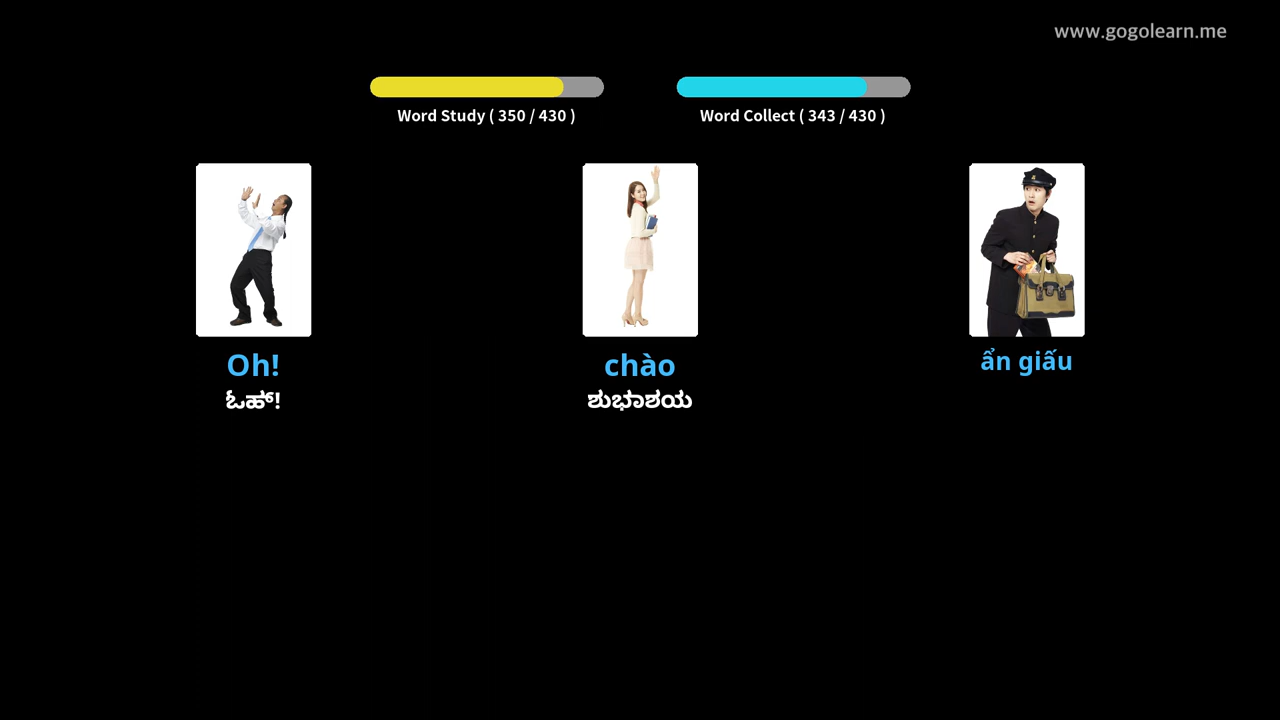 www.gogolearn.me
Word Study ( 350 / 430 )
Word Collect ( 343 / 430 )
Oh!
ಓಹ್!
chào
ಶುಭಾಶಯ
ẩn giấu